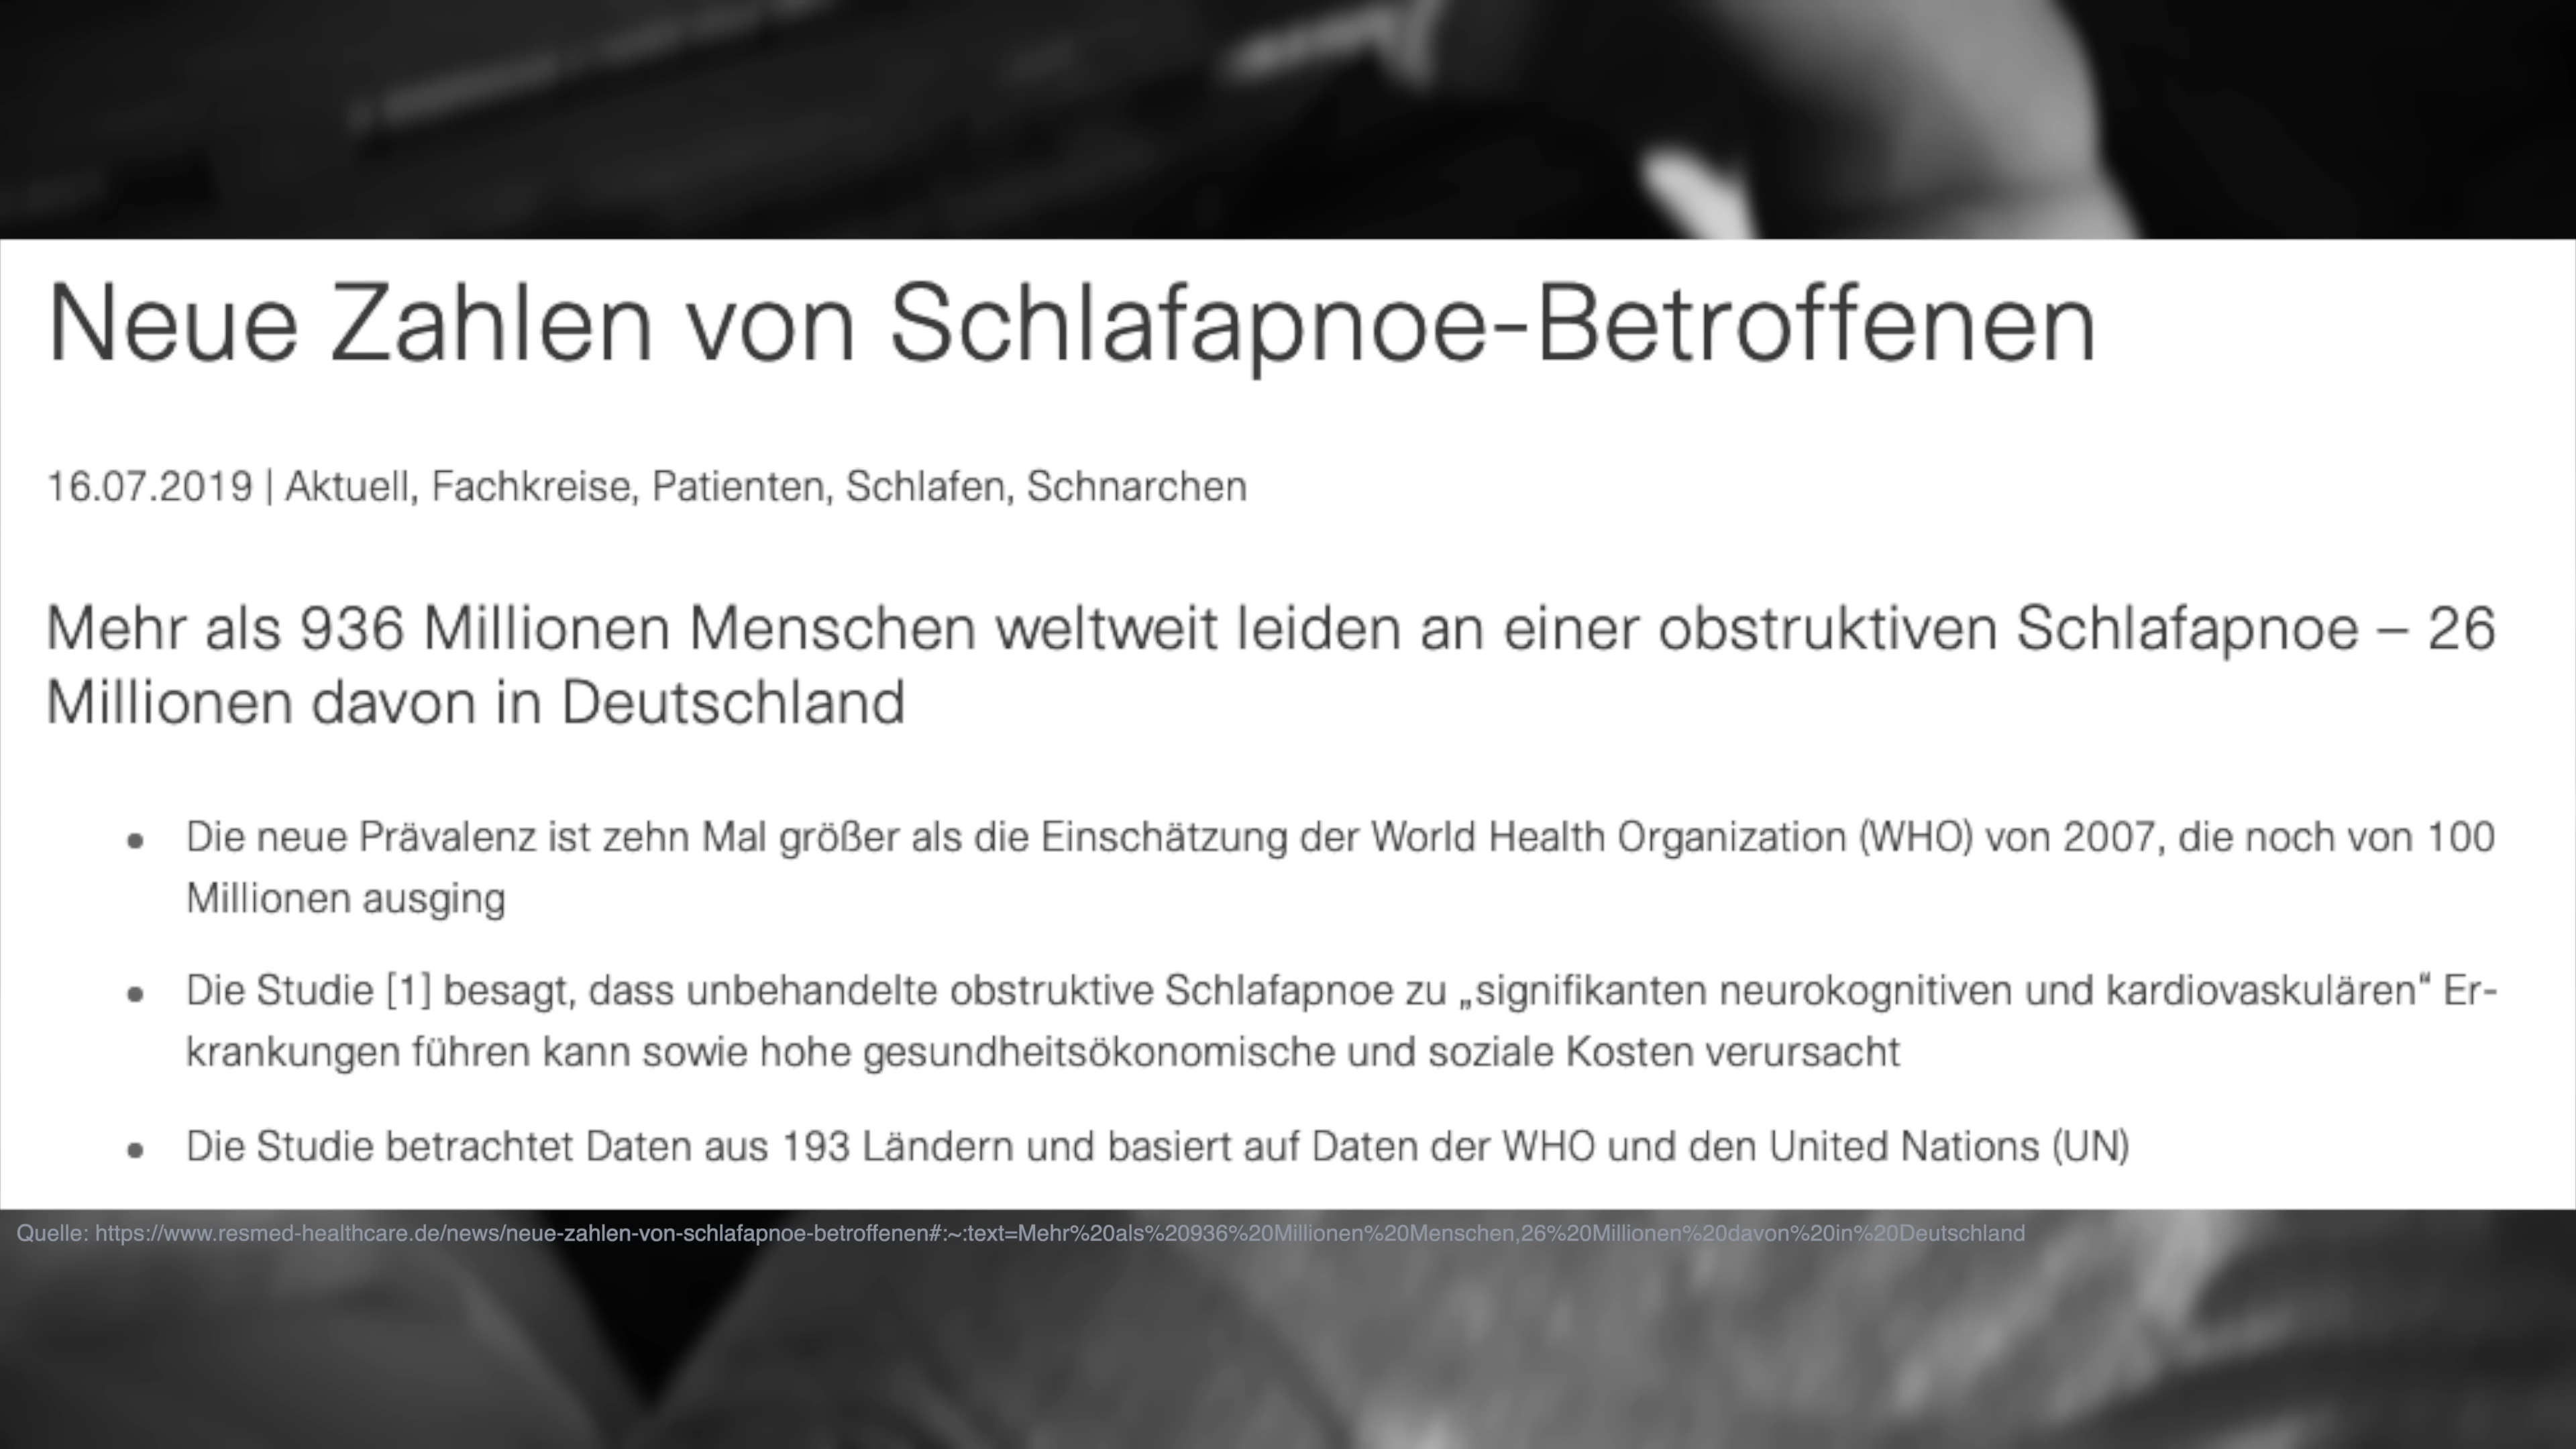 Neue Zahlen von Schlafapnoe-Betroffenen
16.07.2019 | Aktuell, Fachkreise, Patienten, Schlafen, Schnarchen
Mehr als 936 Millionen Menschen weltweit leiden an einer obstruktiven Schlafapnoe – 26
Millionen davon in Deutschland
• Die neue Prävalenz ist zehn Mal größer als die Einschätzung der World Health Organization (WHO) von 2007, die noch von 100
Millionen ausging
• Die Studie [1] besagt, dass unbehandelte obstruktive Schlafapnoe zu „signifikanten neurokognitiven und kardiovaskulären“ Er-
krankungen führen kann sowie hohe gesundheitsökonomische und soziale Kosten verursacht
• Die Studie betrachtet Daten aus 193 Ländern und basiert auf Daten der WHO und den United Nations (UN)
Quelle: https://www.resmed-healthcare.de/news/neue-zahlen-von-schlafapnoe-betroffenen#:~:text=Mehr%20als%20936%20Millionen%20Menschen,26%20Millionen%20davon%20in%20Deutschland